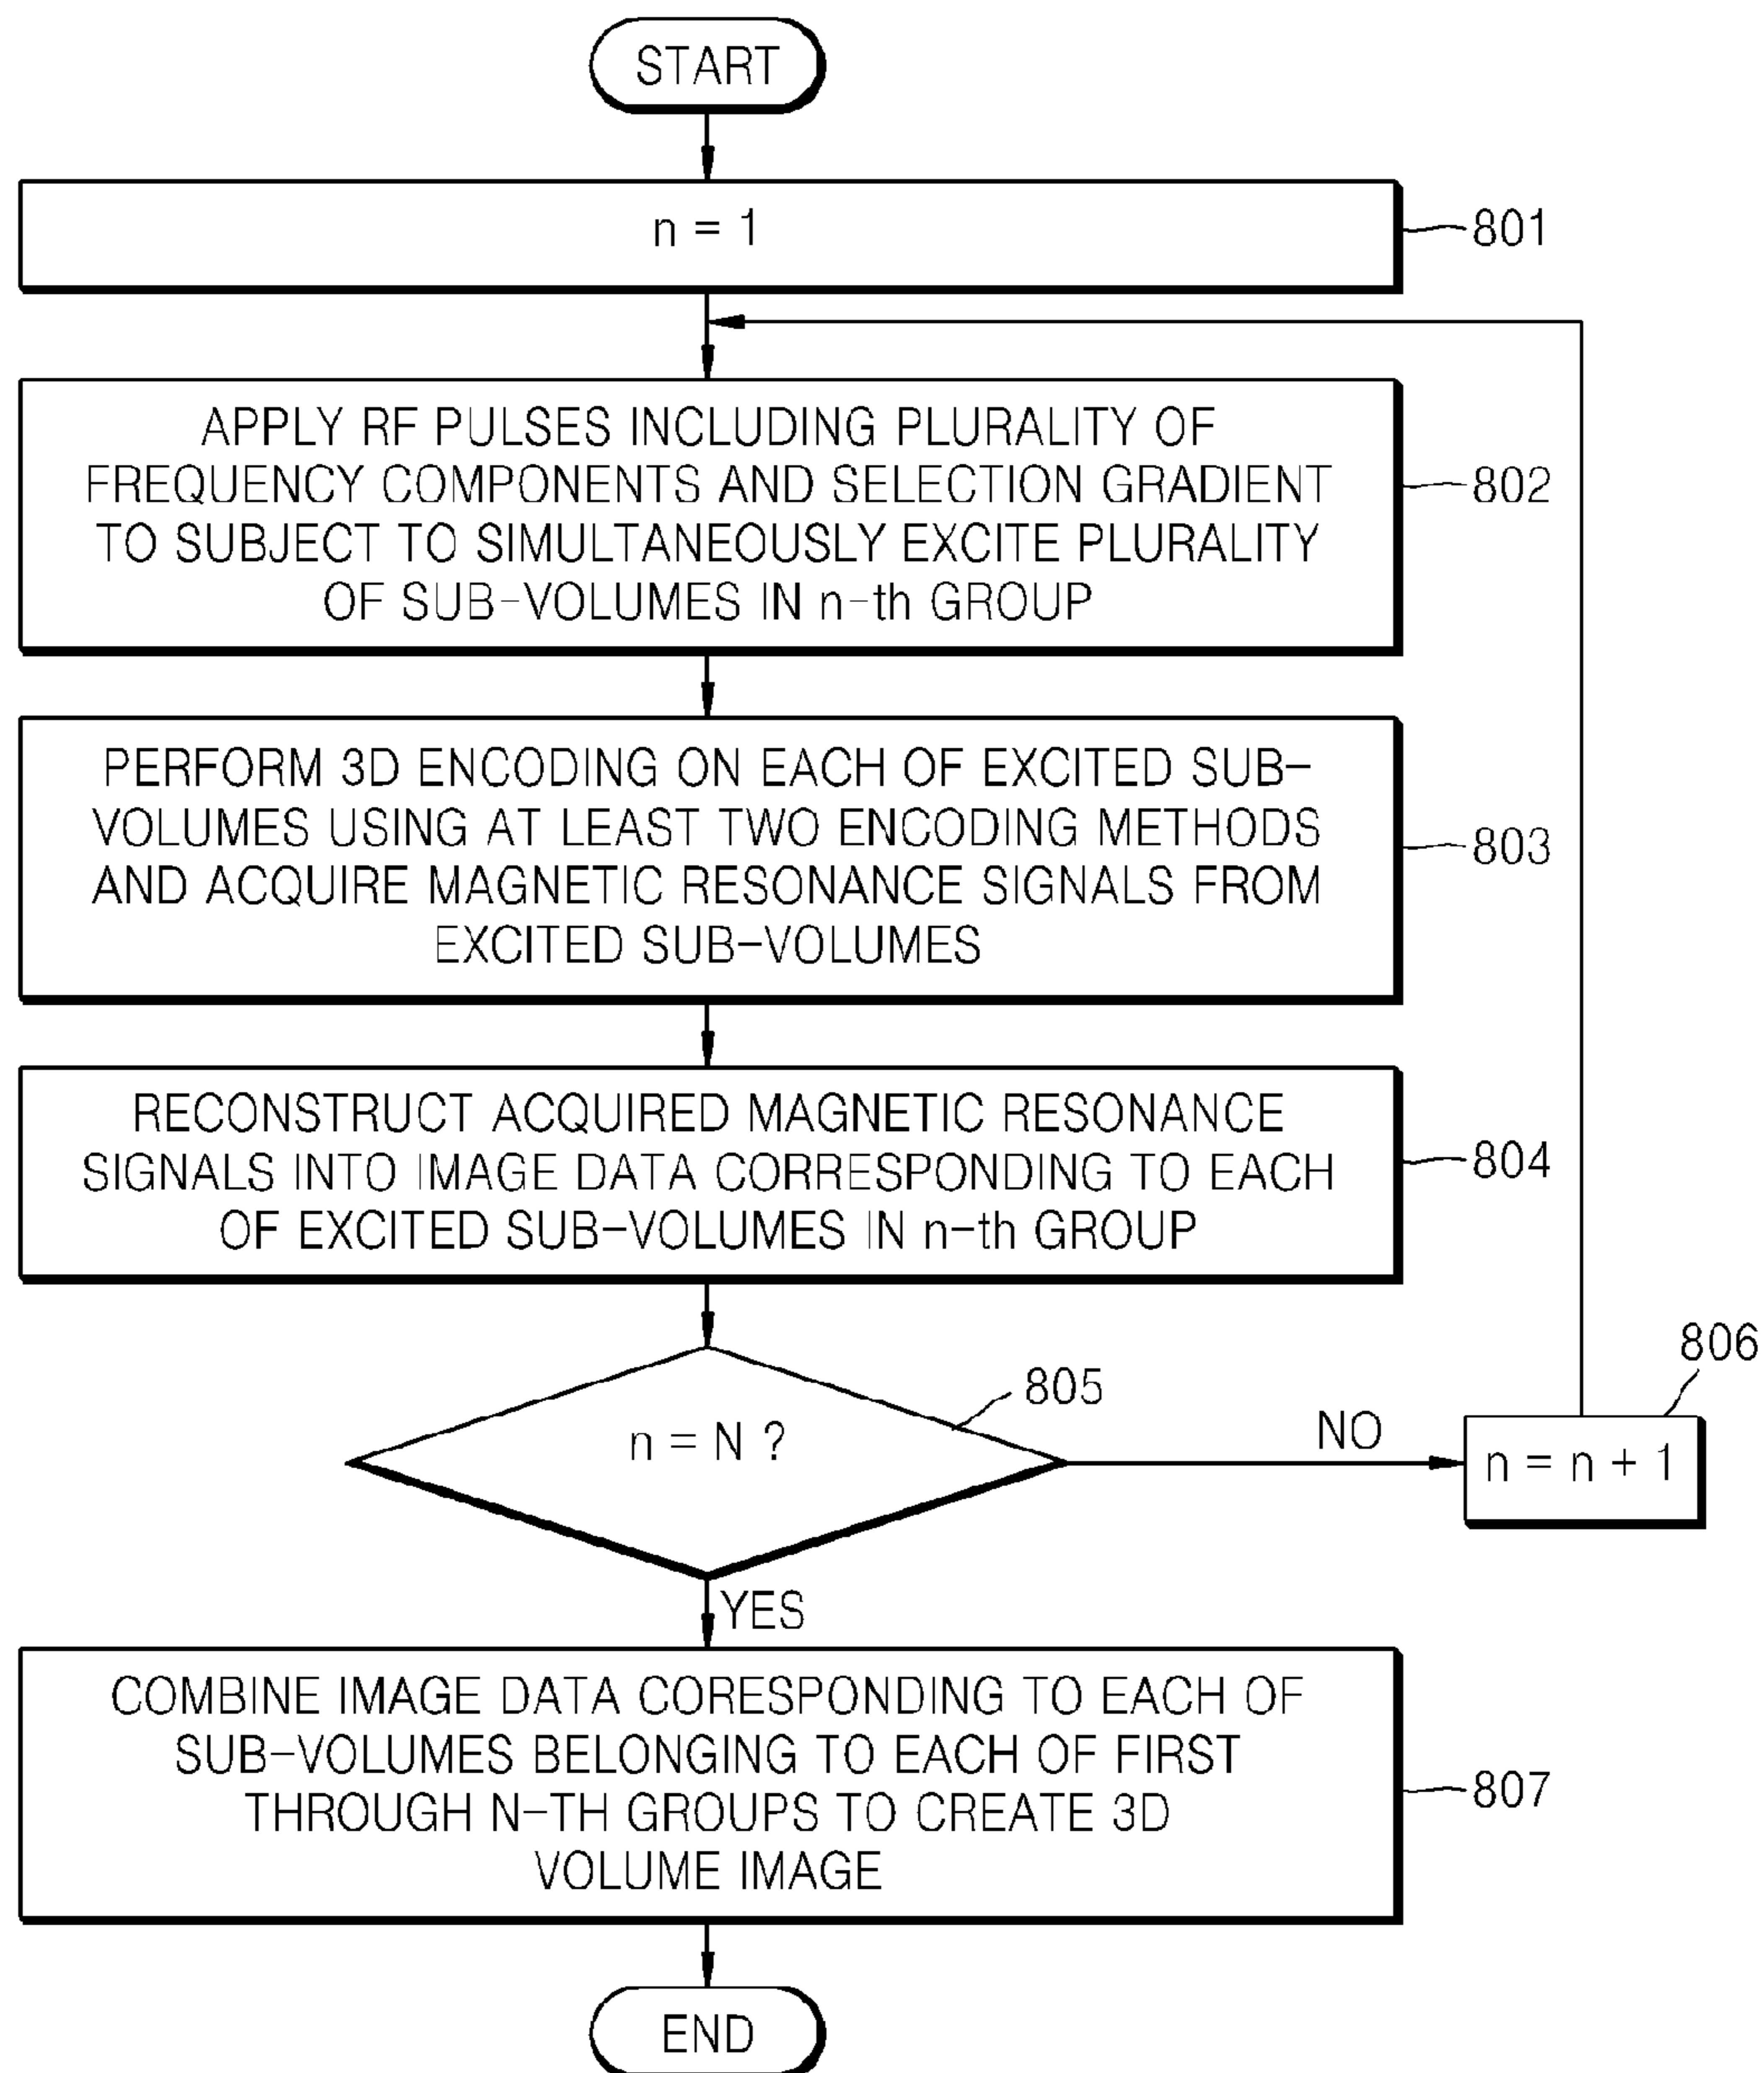 START
n = 1
801
APPLY RF PULSES INCLUDING PLURALITY OF
FREQUENCY COMPONENTS AND SELECTION GRADIENT
TO SUBJECT TO SIMULTANEOUSLY EXCITE PLURALITY
OF SUB-VOLUMES IN n-th GROUP
802
PERFORM 3D ENCODING ON EACH OF EXCITED SUB-
VOLUMES USING AT LEAST TWO ENCODING METHODS
AND ACQUIRE MAGNETIC RESONANCE SIGNALS FROM
EXCITED SUB-VOLUMES
803
RECONSTRUCT ACQUIRED MAGNETIC RESONANCE
SIGNALS INTO IMAGE DATA CORRESPONDING TO EACH
OF EXCITED SUB-VOLUMES IN n-th GROUP
804
n = N ?
805
NO
n = n + 1
806
YES
COMBINE IMAGE DATA CORESPONDING TO EACH OF
SUB-VOLUMES BELONGING TO EACH OF FIRST
THROUGH N-TH GROUPS TO CREATE 3D
VOLUME IMAGE
807
END